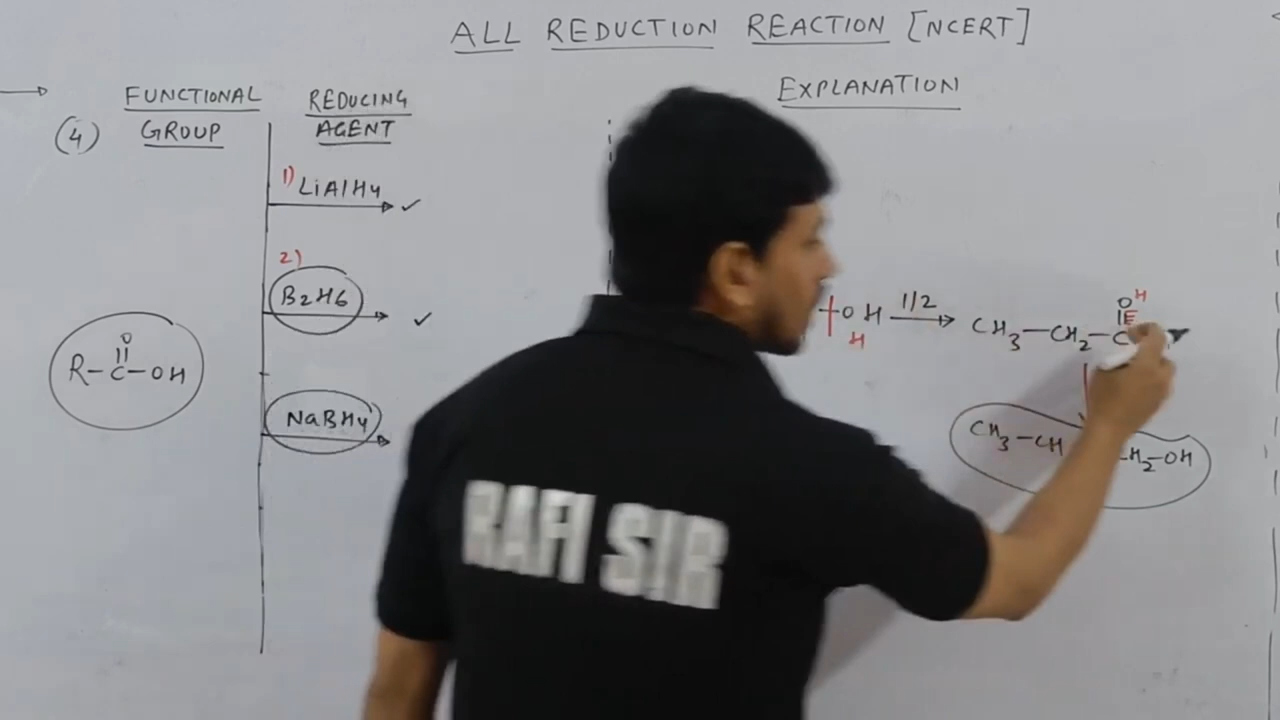 ALL REDUCTION REACTION [NCERT]
FUNCTIONAL GROUP
REDUCING AGENT
EXPLANATION
(4)
1) LiAlH4
2)
B2H6
R-C-OH
O
NaBH4
OH
H
1/2
CH3-CH2-C
O
H
E
CH3-CH
H2-OH
RAFI SIR